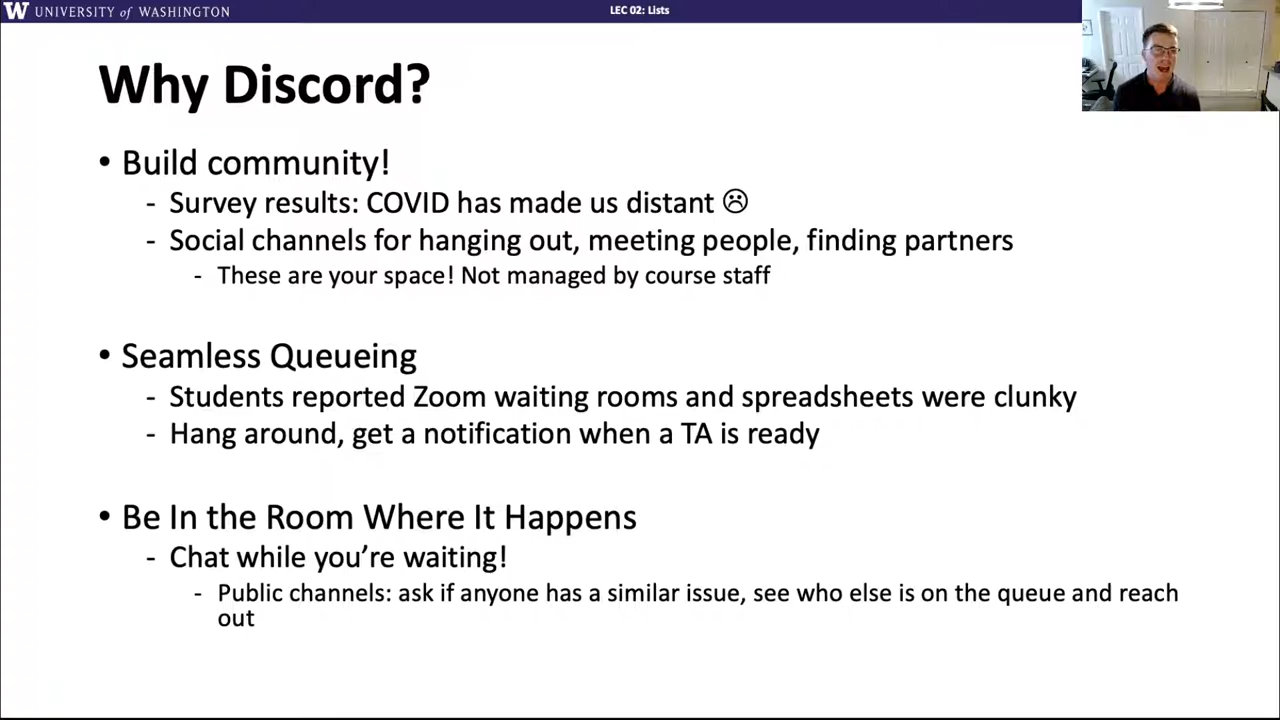 W UNIVERSITY of WASHINGTON
LEC 02: Lists
Why Discord?
• Build community!
- Survey results: COVID has made us distant ☹
- Social channels for hanging out, meeting people, finding partners
- These are your space! Not managed by course staff
• Seamless Queueing
- Students reported Zoom waiting rooms and spreadsheets were clunky
- Hang around, get a notification when a TA is ready
• Be In the Room Where It Happens
- Chat while you’re waiting!
- Public channels: ask if anyone has a similar issue, see who else is on the queue and reach
out